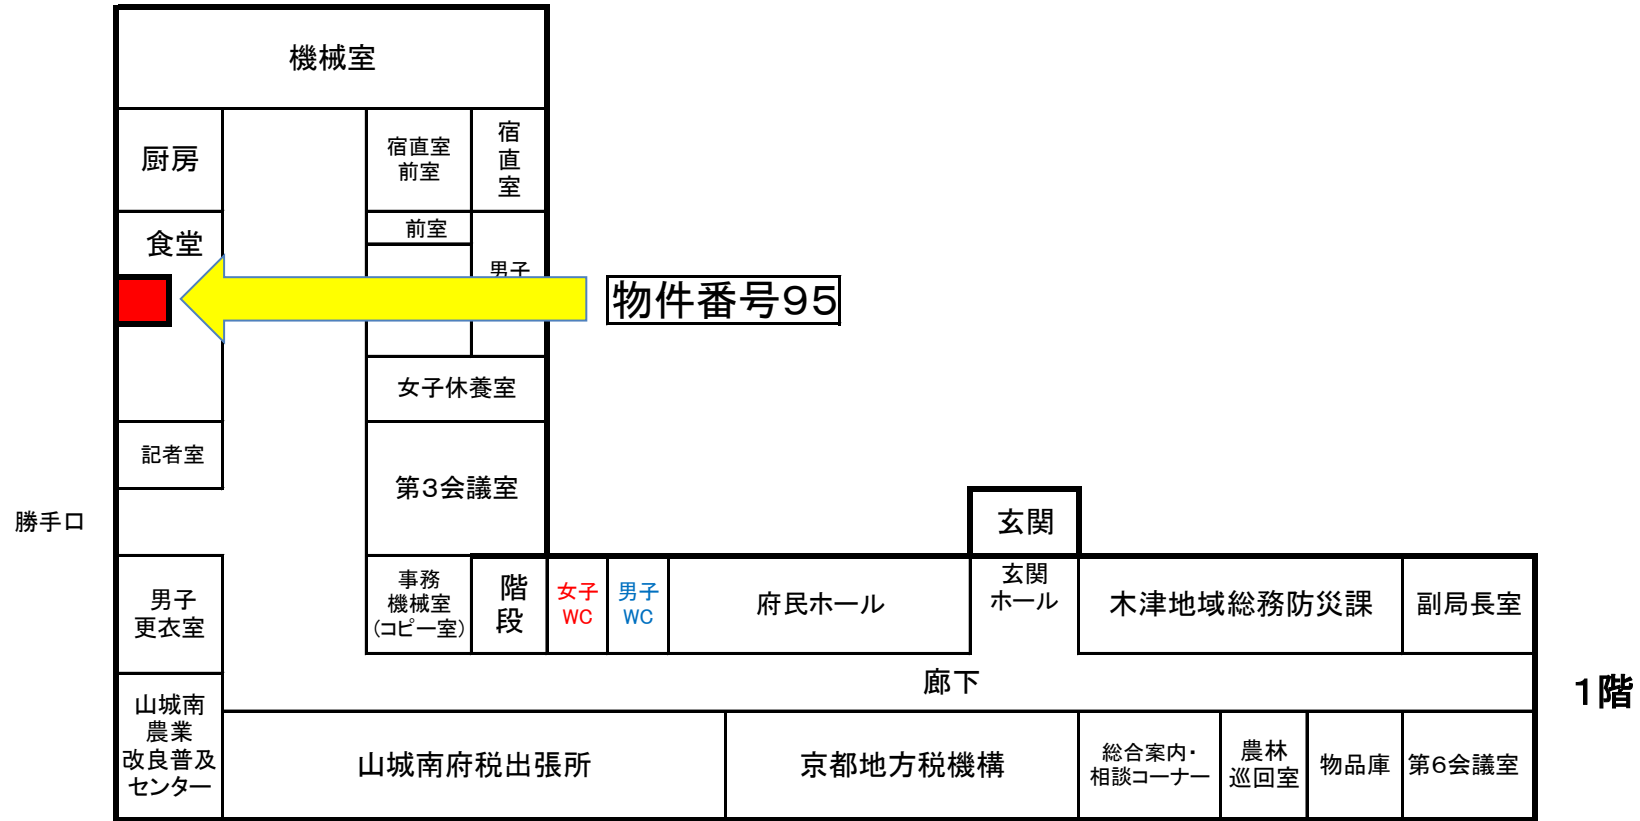 機械室
厨房
宿直室
前室
宿
直
室
食堂
前室
男子
物件番号95
女子休養室
記者室
第3会議室
勝手口
玄関
男子
更衣室
事務
機械室
(コピー室)
階
段
女子
WC
男子
WC
府民ホール
玄関
ホール
木津地域総務防災課
副局長室
廊下
1階
山城南
農業
改良普及
センター
山城南府税出張所
京都地方税機構
総合案内・
相談コーナー
農林
巡回室
物品庫
第6会議室